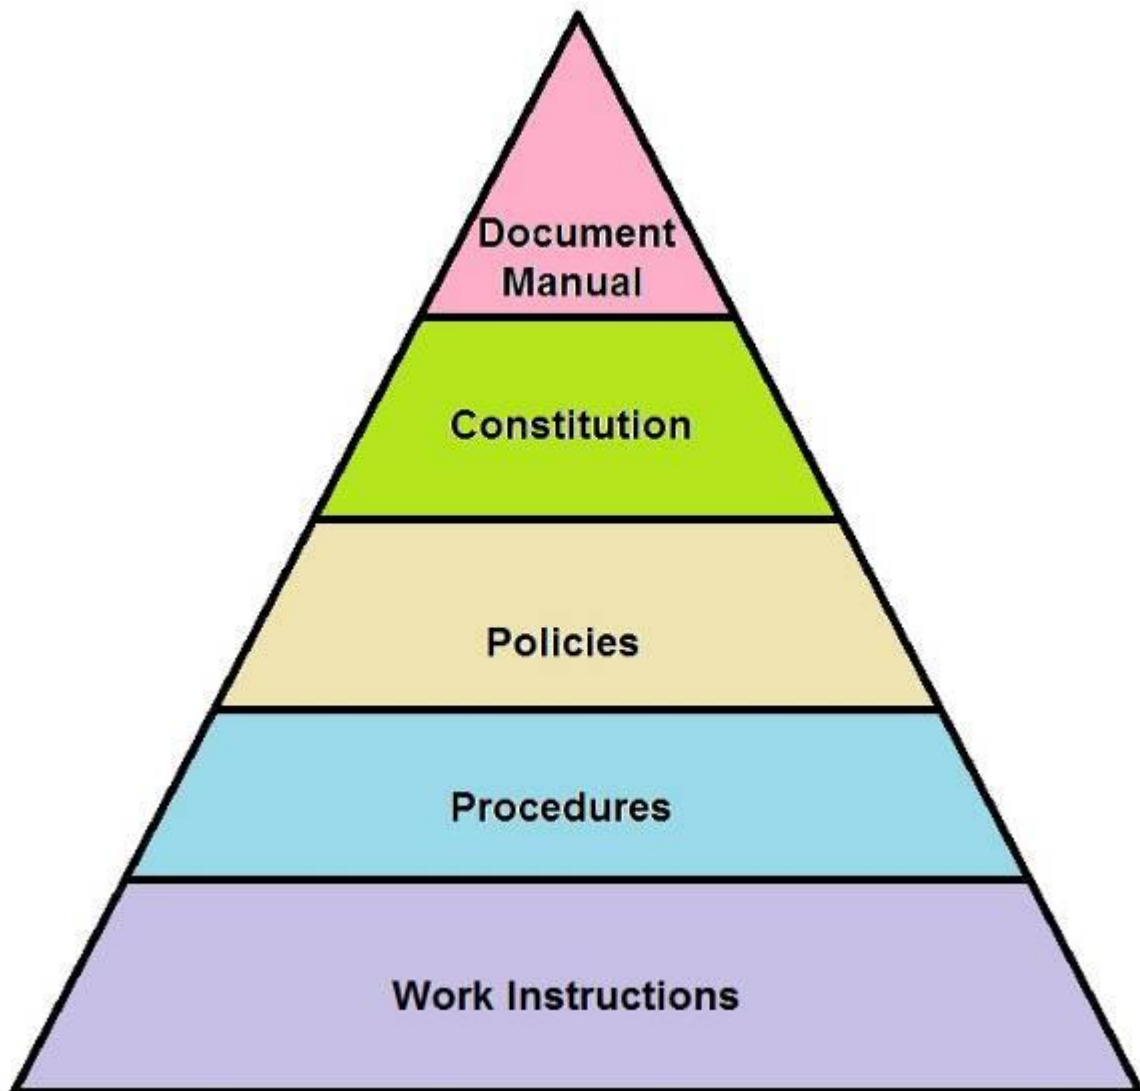 Document
Manual
Constitution
Policies
Procedures
Work Instructions